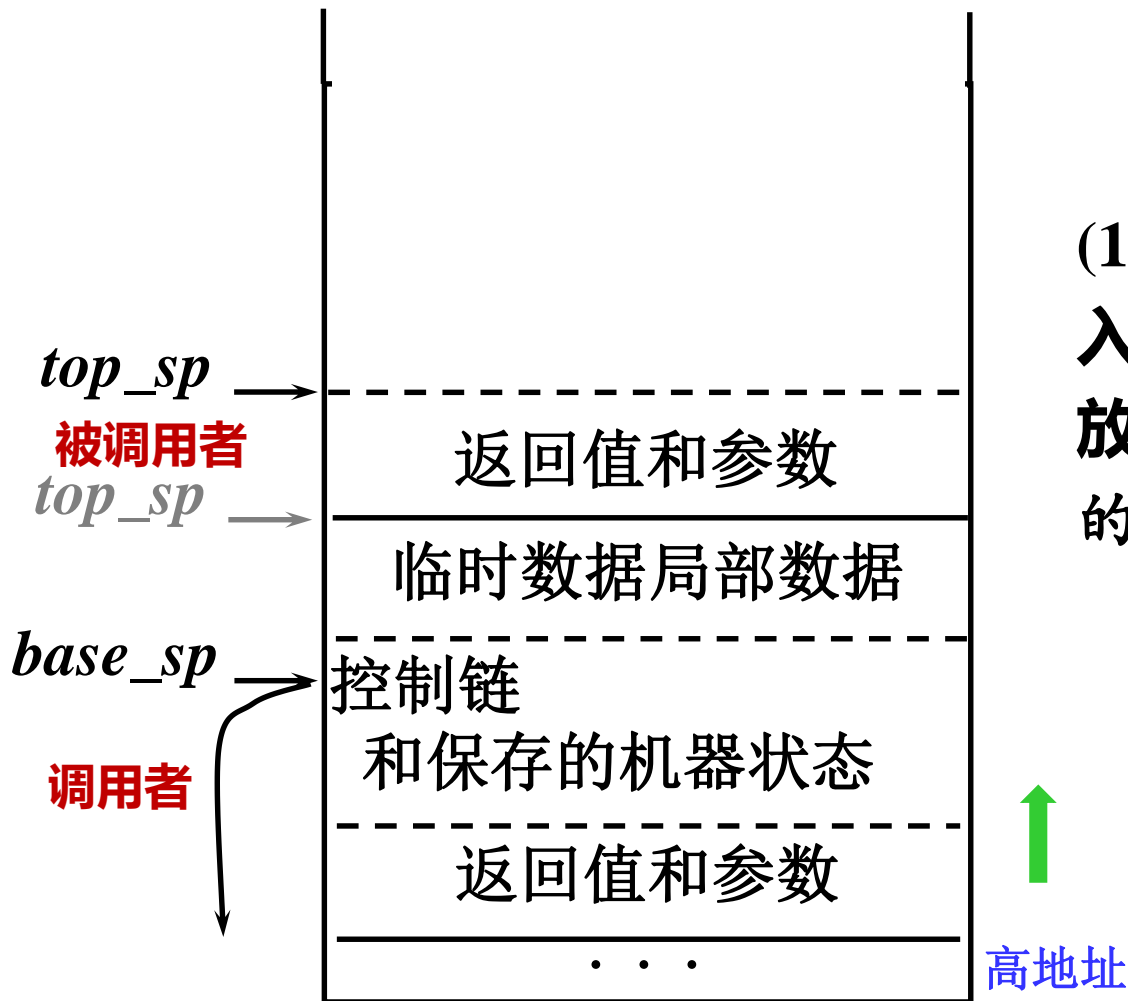 (1
入
放
的
top_sp
被调用者
top_sp
返回值和参数
临时数据局部数据
base_sp
控制链
和保存的机器状态
调用者
返回值和参数
. . .
高地址